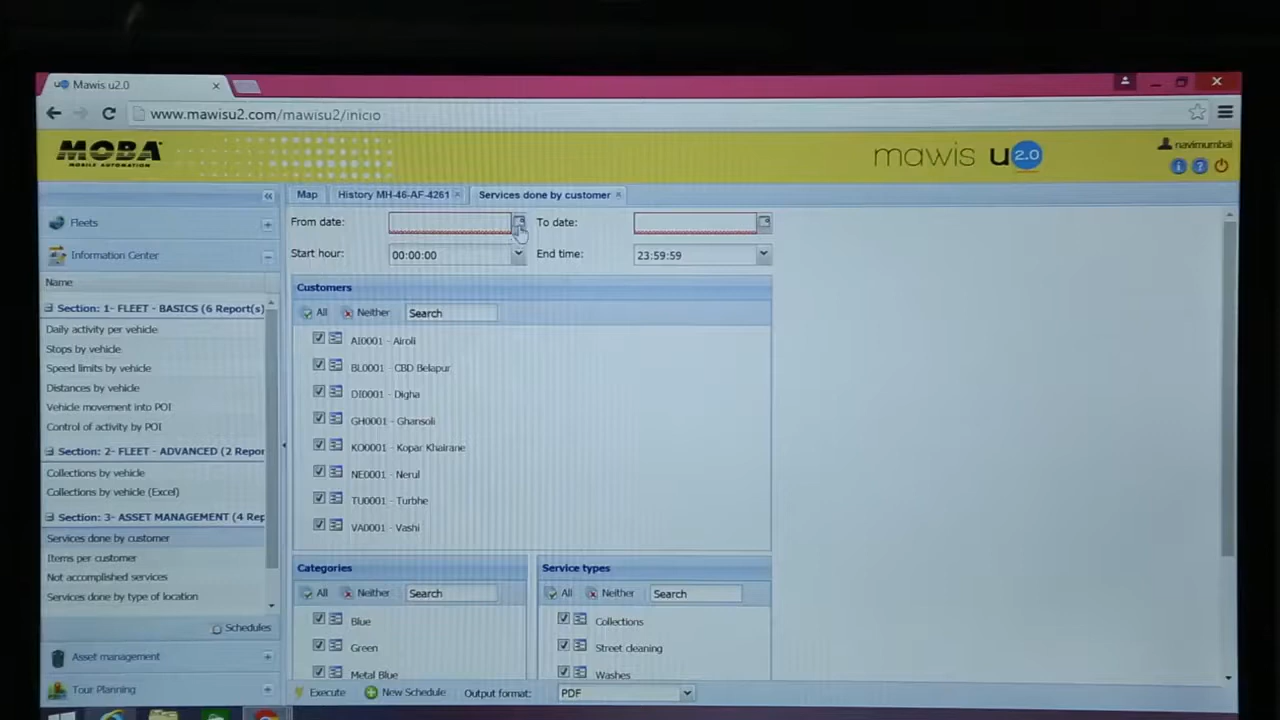 Mawis u2.0
www.mawisu2.com/mawisu2/inicio
MOBA
MOBILE AUTOMATION
mawis u2.0
navimumbai
Map
History MH-46-AF-4261
Services done by customer
Fleets
Information Center
Name
Section: 1- FLEET - BASICS (6 Report(s)
Daily activity per vehicle
Stops by vehicle
Speed limits by vehicle
Distances by vehicle
Vehicle movement into POI
Control of activity by POI
Section: 2- FLEET - ADVANCED (2 Repor
Collections by vehicle
Collections by vehicle (Excel)
Section: 3- ASSET MANAGEMENT (4 Rep
Services done by customer
Items per customer
Not accomplished services
Services done by type of location
Schedules
Asset management
Tour Planning
From date:
To date:
Start hour: 00:00:00
End time: 23:59:59
Customers
All Neither Search
AI0001 - Airoli
BL0001 - CBD Belapur
DI0001 - Digha
GH0001 - Ghansoli
KO0001 - Kopar Khairane
NE0001 - Nerul
TU0001 - Turbhe
VA0001 - Vashi
Categories
All Neither Search
Blue
Green
Metal Blue
Service types
All Neither Search
Collections
Street cleaning
Washes
Execute New Schedule Output format: PDF